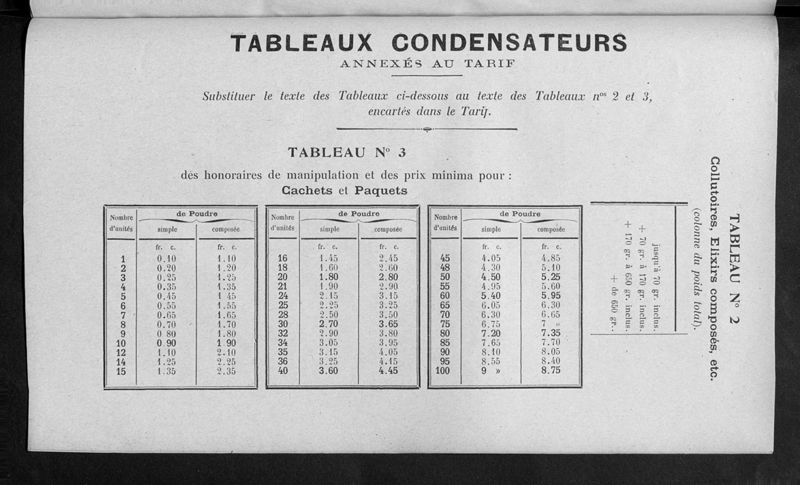 TABLEAUX CONDENSATEURS
ANNEXÉS AU TARIF
Substituer le texte des Tableaux ci-dessous au texte des Tableaux nos 2 et 3,
encartés dans le Tarif.
TABLEAU No 3
des honoraires de manipulation et des prix minima pour :
Cachets et Paquets
Nombre d'unités de Poudre simple composée
fr. c. fr. c.
1 0.10 1.10
2 0.20 1.20
3 0.25 1.25
4 0.35 1.35
5 0.45 1 45
6 0.55 1.55
7 0.65 1.65
8 0.70 1.70
9 0 80 1.80
10 0 90 1 90
12 1.10 2.10
14 1.25 2.25
15 1.35 2.35
Nombre d'unités de Poudre simple composée
fr. c. fr. c.
16 1.45 2.45
18 1.60 2.60
20 1.80 2.80
21 1.90 2.90
24 2.15 3.15
25 2.25 3.25
28 2.50 3.50
30 2.70 3.65
32 2.90 3.80
34 3.05 3.95
35 3.15 4.05
36 3.25 4.15
40 3.60 4.45
Nombre d'unités de Poudre simple composée
fr. c. fr. c.
45 4.05 4.85
48 4.30 5.10
50 4.50 5.25
55 4.95 5.60
60 5.40 5.95
65 6.05 6.30
70 6.30 6.65
75 6.75 7 »
80 7.20 7.35
85 7.65 7.70
90 8.10 8.05
95 8.55 8.40
100 9 » 8.75
TABLEAU No 2
Collutoires, Elixirs composés, etc.
(colonne du poids total).
jusqu'à 70 gr. inclus.
+ 70 gr. à 170 gr. inclus.
+ 170 gr. à 650 gr. inclus.
+ de 650 gr.